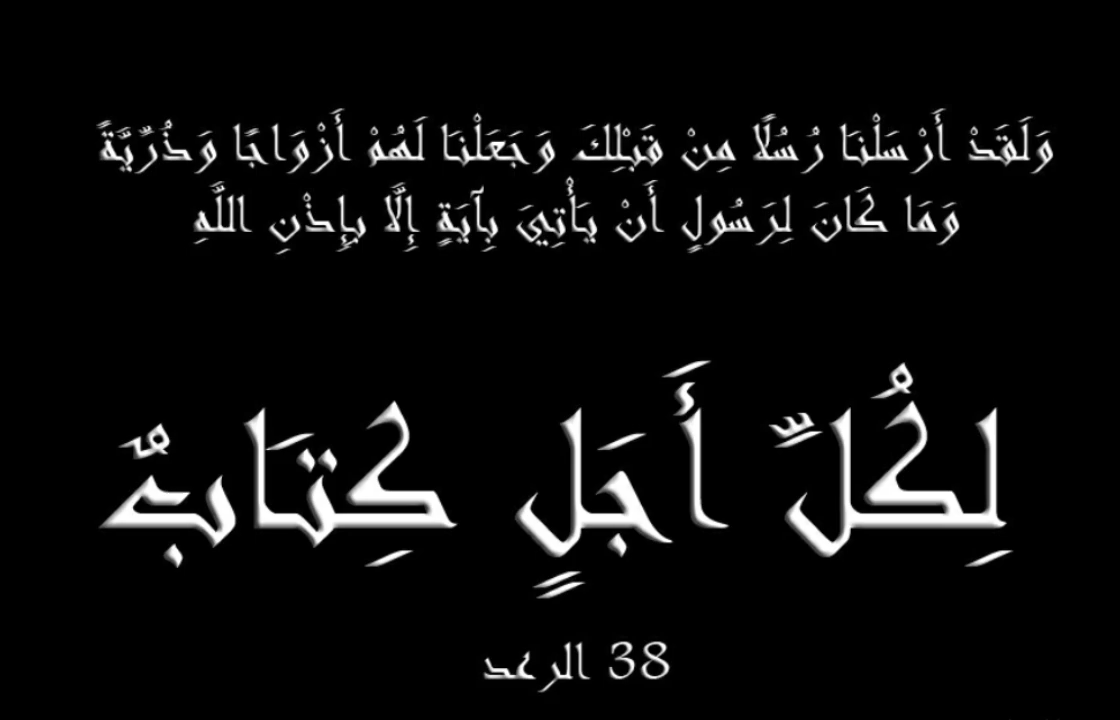 وَلَقَدْ أَرْسَلْنَا رُسُلًا مِنْ قَبْلِكَ وَجَعَلْنَا لَهُمْ أَزْوَاجًا وَذُرِّيَّةً
وَمَا كَانَ لِرَسُولٍ أَنْ يَأْتِيَ بِآيَةٍ إِلَّا بِإِذْنِ اللَّهِ
لِكُلِّ أَجَلٍ كِتَابٌ
38 الرعد